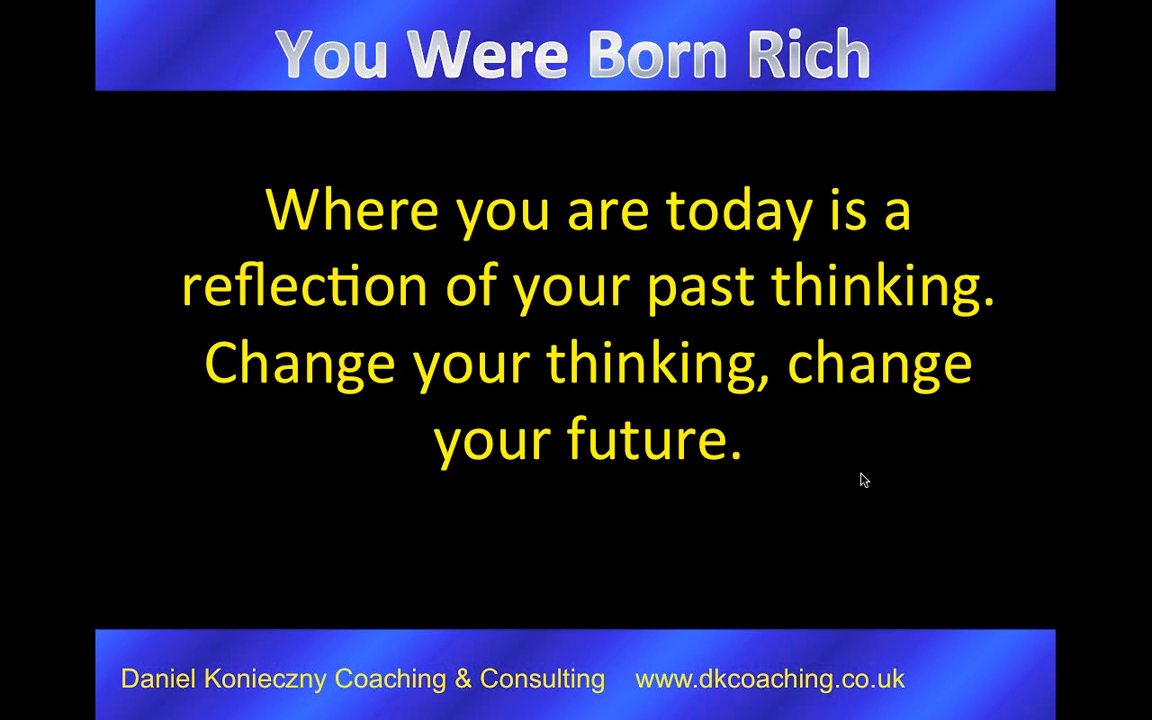 You Were Born Rich
Where you are today is a
reflection of your past thinking.
Change your thinking, change
your future.
Daniel Konieczny Coaching & Consulting www.dkcoaching.co.uk